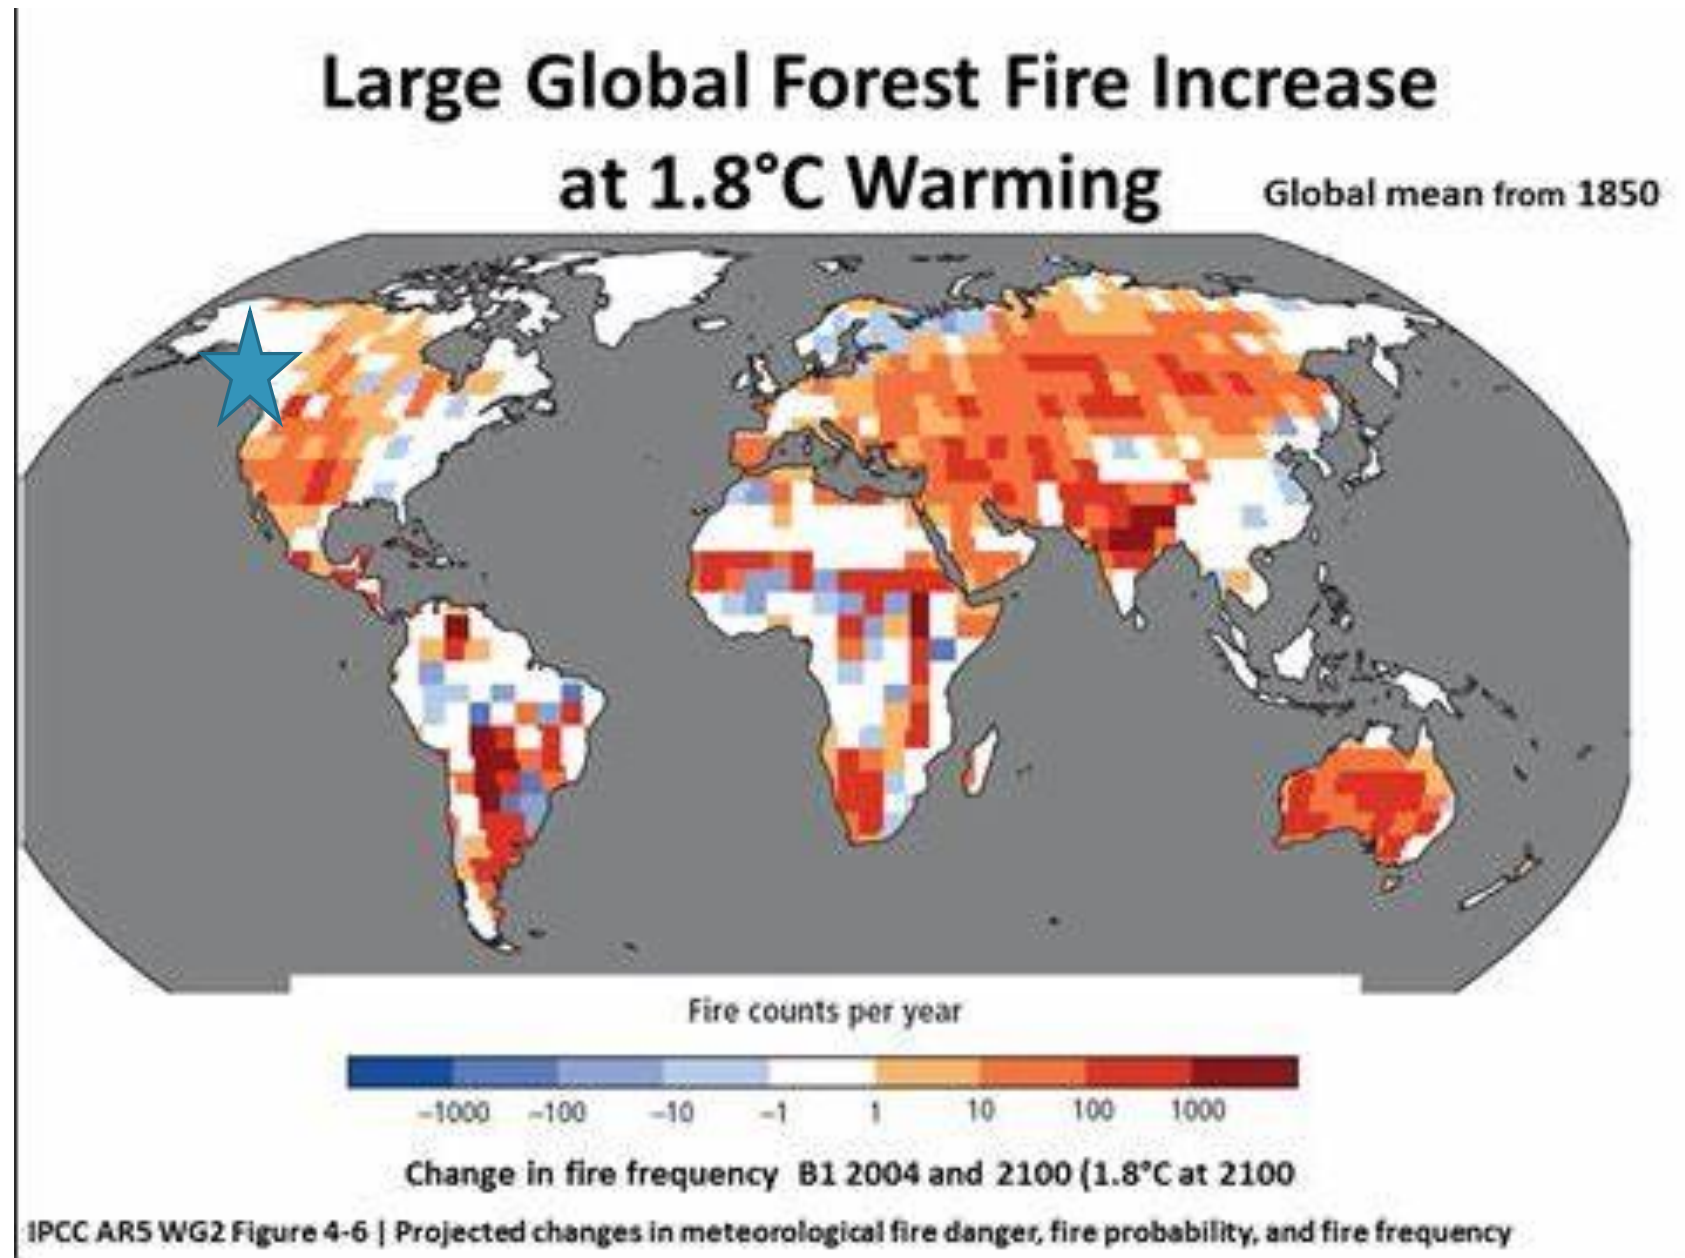 Large Global Forest Fire Increase
at 1.8°C Warming
Global mean from 1850
Fire counts per year
−1000 −100 −10 −1 1 10 100 1000
Change in fire frequency B1 2004 and 2100 (1.8°C at 2100
IPCC AR5 WG2 Figure 4-6 | Projected changes in meteorological fire danger, fire probability, and fire frequency